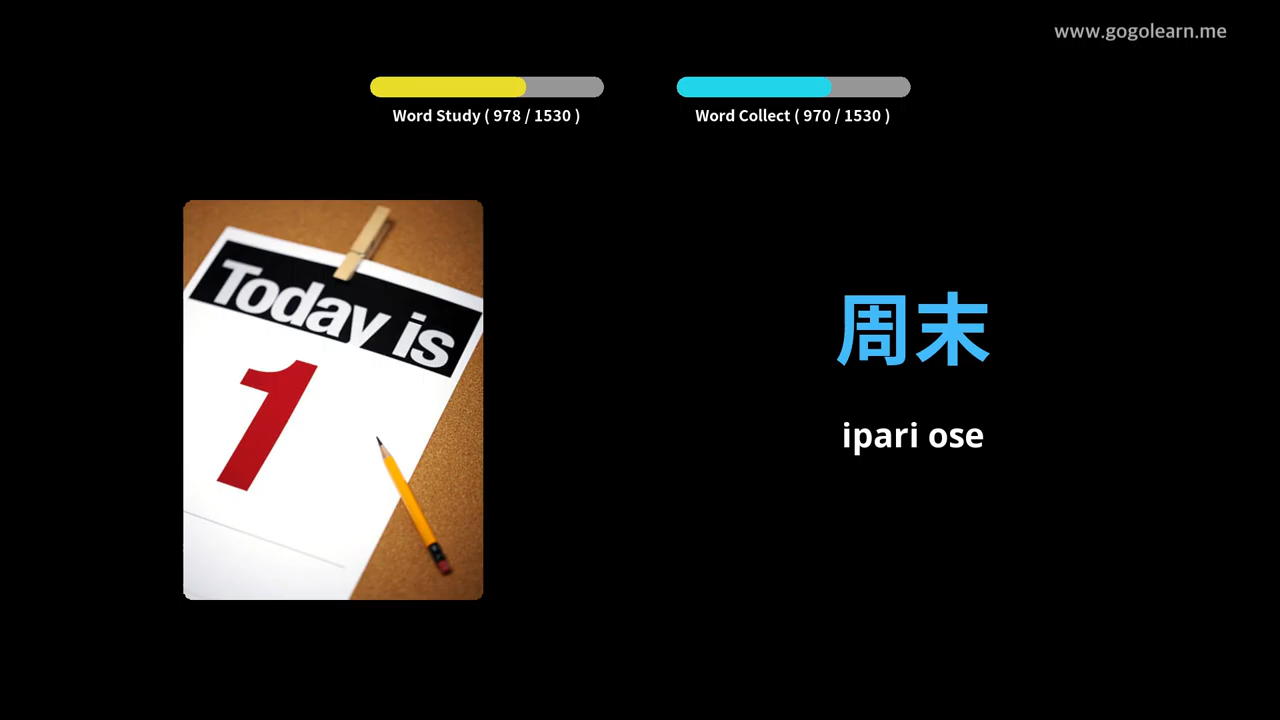 www.gogolearn.me
Word Study ( 978 / 1530 )
Word Collect ( 970 / 1530 )
Today is
1
周末
ipari ose